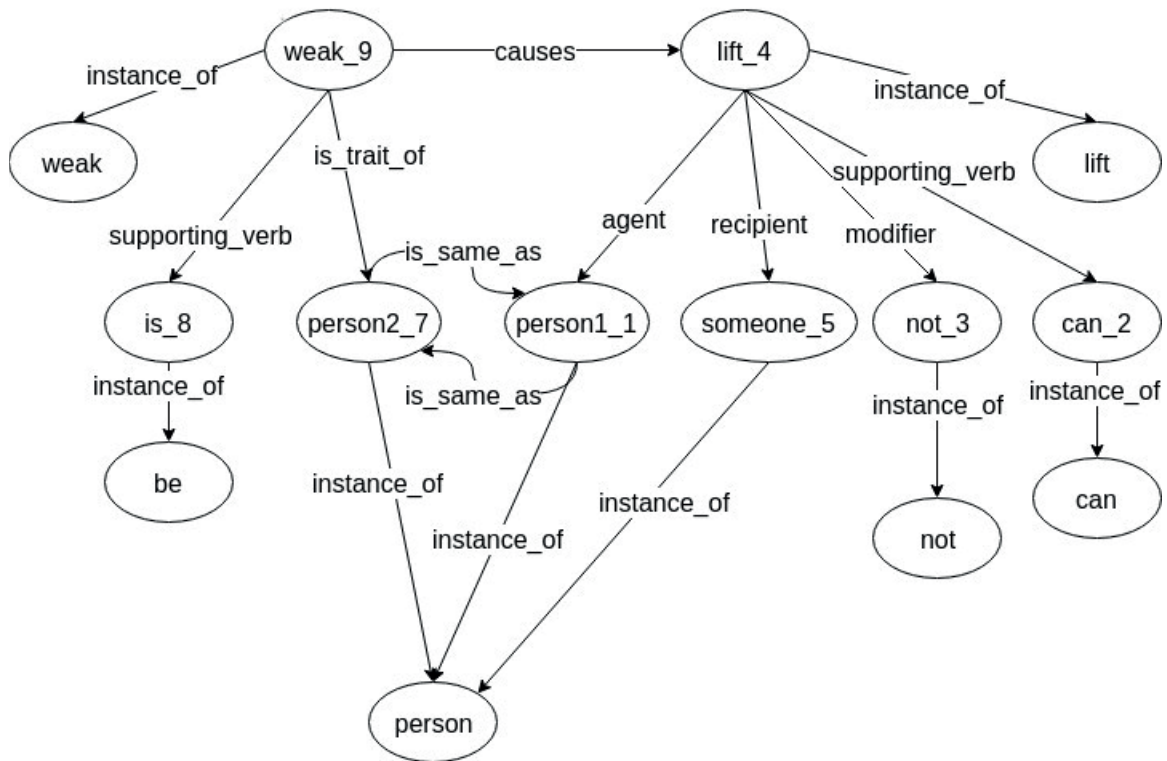 weak_9
causes
lift_4
instance_of
instance_of
weak
is_trait_of
supporting_verb
lift
agent
recipient
modifier
supporting_verb
is_same_as
is_8
person2_7
person1_1
someone_5
not_3
can_2
instance_of
is_same_as
instance_of
instance_of
be
instance_of
instance_of
instance_of
can
not
person